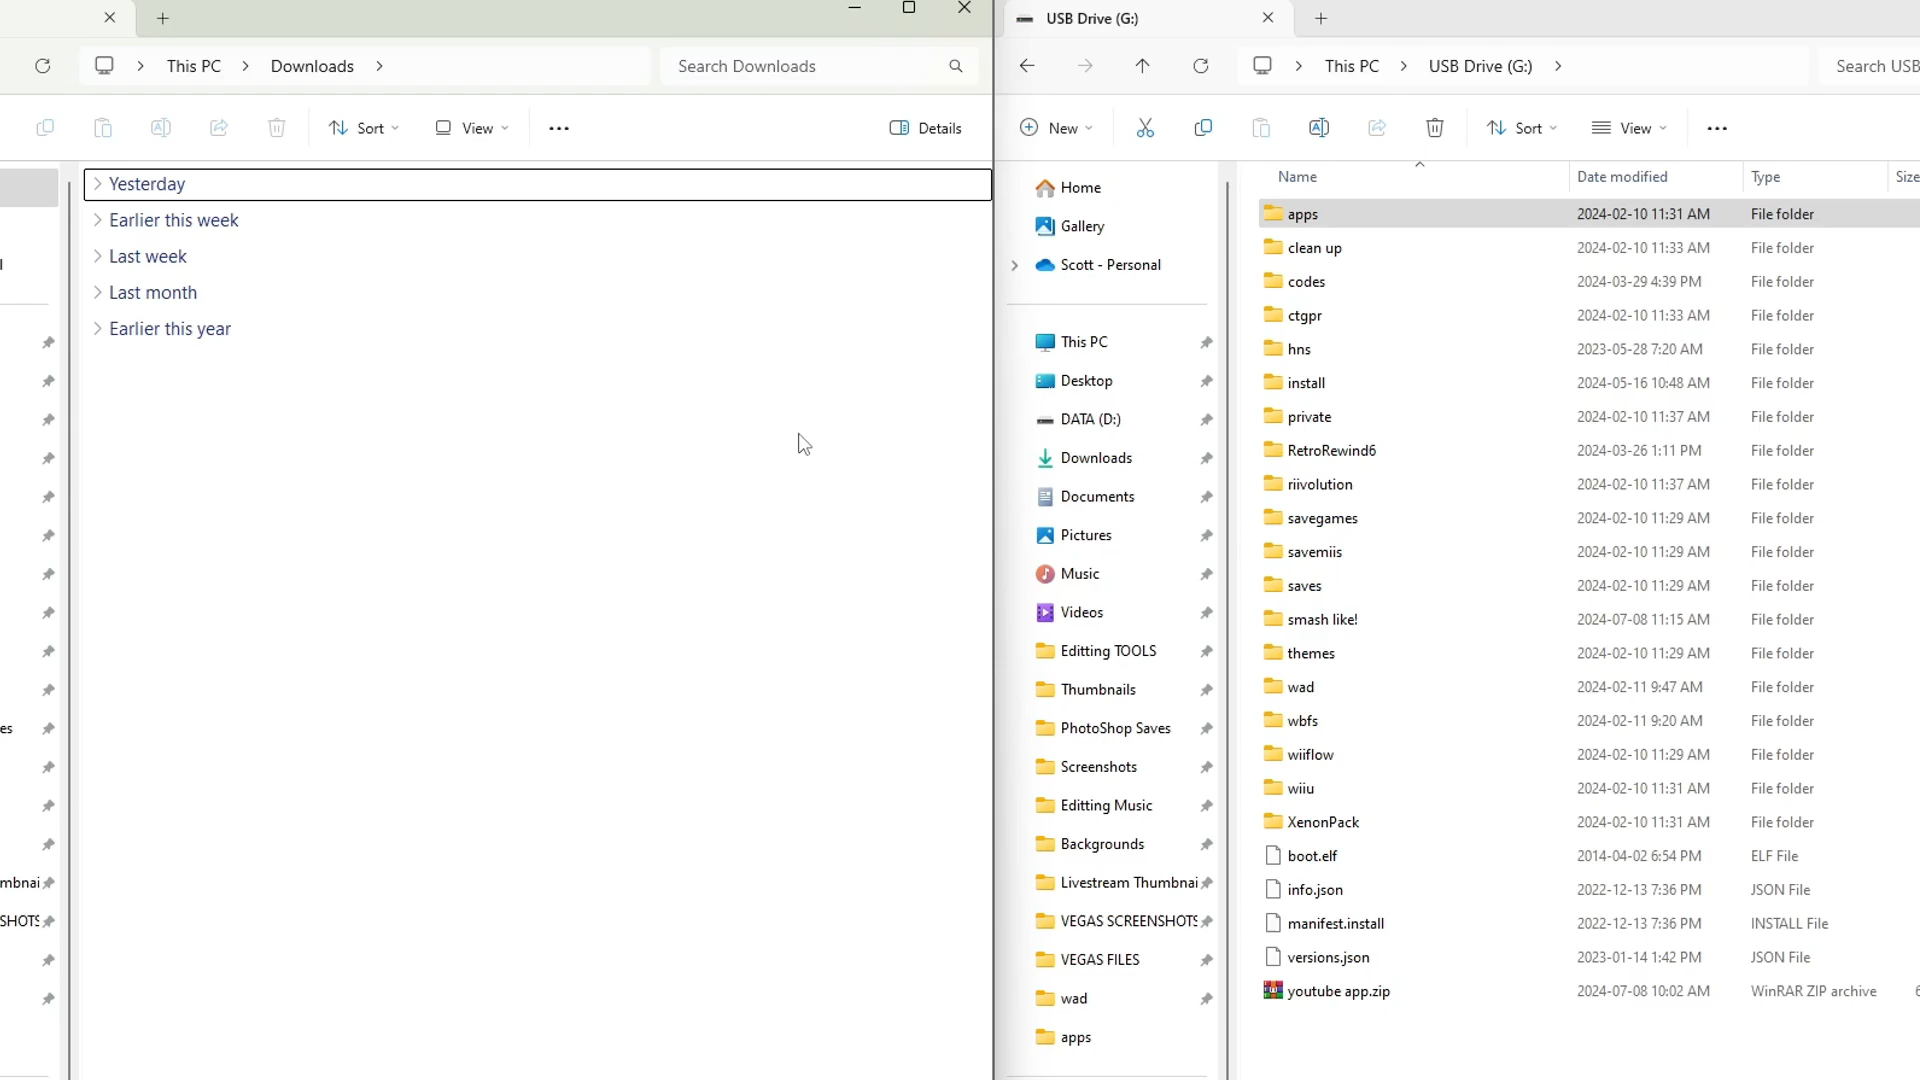 This PC
Downloads
Search Downloads
Sort
View
Details
Yesterday
Earlier this week
Last week
Last month
Earlier this year
l
es
mbnai
SHOTS
USB Drive (G:)
This PC
USB Drive (G:)
Search USB
New
Sort
View
Home
Gallery
Scott - Personal
This PC
Desktop
DATA (D:)
Downloads
Documents
Pictures
Music
Videos
Editting TOOLS
Thumbnails
PhotoShop Saves
Screenshots
Editting Music
Backgrounds
Livestream Thumbnai
VEGAS SCREENSHOTS
VEGAS FILES
wad
apps
Name Date modified Type Size
apps 2024-02-10 11:31 AM File folder
clean up 2024-02-10 11:33 AM File folder
codes 2024-03-29 4:39 PM File folder
ctgpr 2024-02-10 11:33 AM File folder
hns 2023-05-28 7:20 AM File folder
install 2024-05-16 10:48 AM File folder
private 2024-02-10 11:37 AM File folder
RetroRewind6 2024-03-26 1:11 PM File folder
riivolution 2024-02-10 11:37 AM File folder
savegames 2024-02-10 11:29 AM File folder
savemiis 2024-02-10 11:29 AM File folder
saves 2024-02-10 11:29 AM File folder
smash like! 2024-07-08 11:15 AM File folder
themes 2024-02-10 11:29 AM File folder
wad 2024-02-11 9:47 AM File folder
wbfs 2024-02-11 9:20 AM File folder
wiiflow 2024-02-10 11:29 AM File folder
wiiu 2024-02-10 11:31 AM File folder
XenonPack 2024-02-10 11:31 AM File folder
boot.elf 2014-04-02 6:54 PM ELF File
info.json 2022-12-13 7:36 PM JSON File
manifest.install 2022-12-13 7:36 PM INSTALL File
versions.json 2023-01-14 1:42 PM JSON File
youtube app.zip 2024-07-08 10:02 AM WinRAR ZIP archive